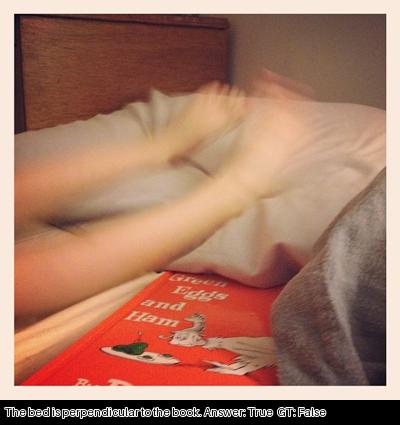 Green
Eggs
and
Ham
The bed is perpendicular to the book. Answer: True GT: False